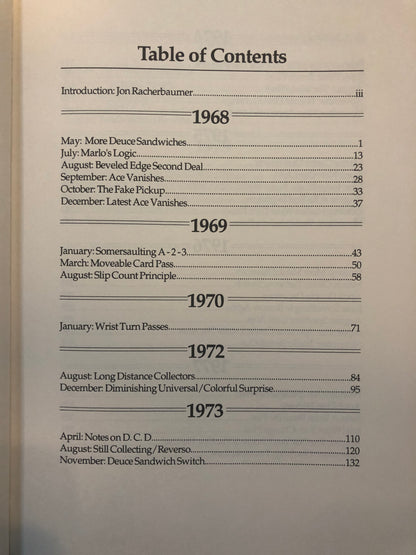 Table of Contents
Introduction: Jon Racherbaumer iii
1968
May: More Deuce Sandwiches 1
July: Marlo's Logic 13
August: Beveled Edge Second Deal 23
September: Ace Vanishes 28
October: The Fake Pickup 33
December: Latest Ace Vanishes 37
1969
January: Somersaulting A-2-3 43
March: Moveable Card Pass 50
August: Slip Count Principle 58
1970
January: Wrist Turn Passes 71
1972
August: Long Distance Collectors 84
December: Diminishing Universal/Colorful Surprise 95
1973
April: Notes on D. C. D. 110
August: Still Collecting/Reverso 120
November: Deuce Sandwich Switch 132